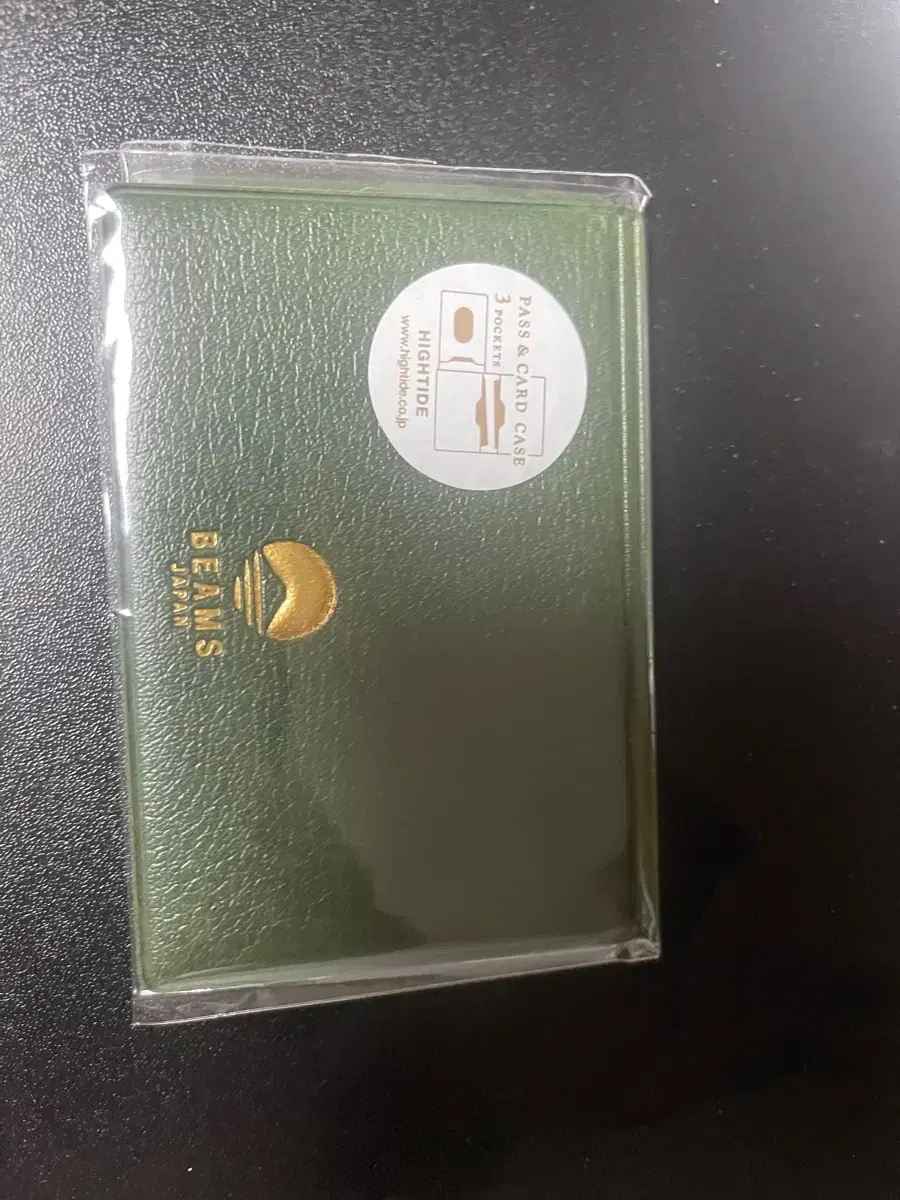 PASS & CARD CASE
3 POCKETS
HIGHTIDE
www.hightide.co.jp
BEAMS
JAPAN